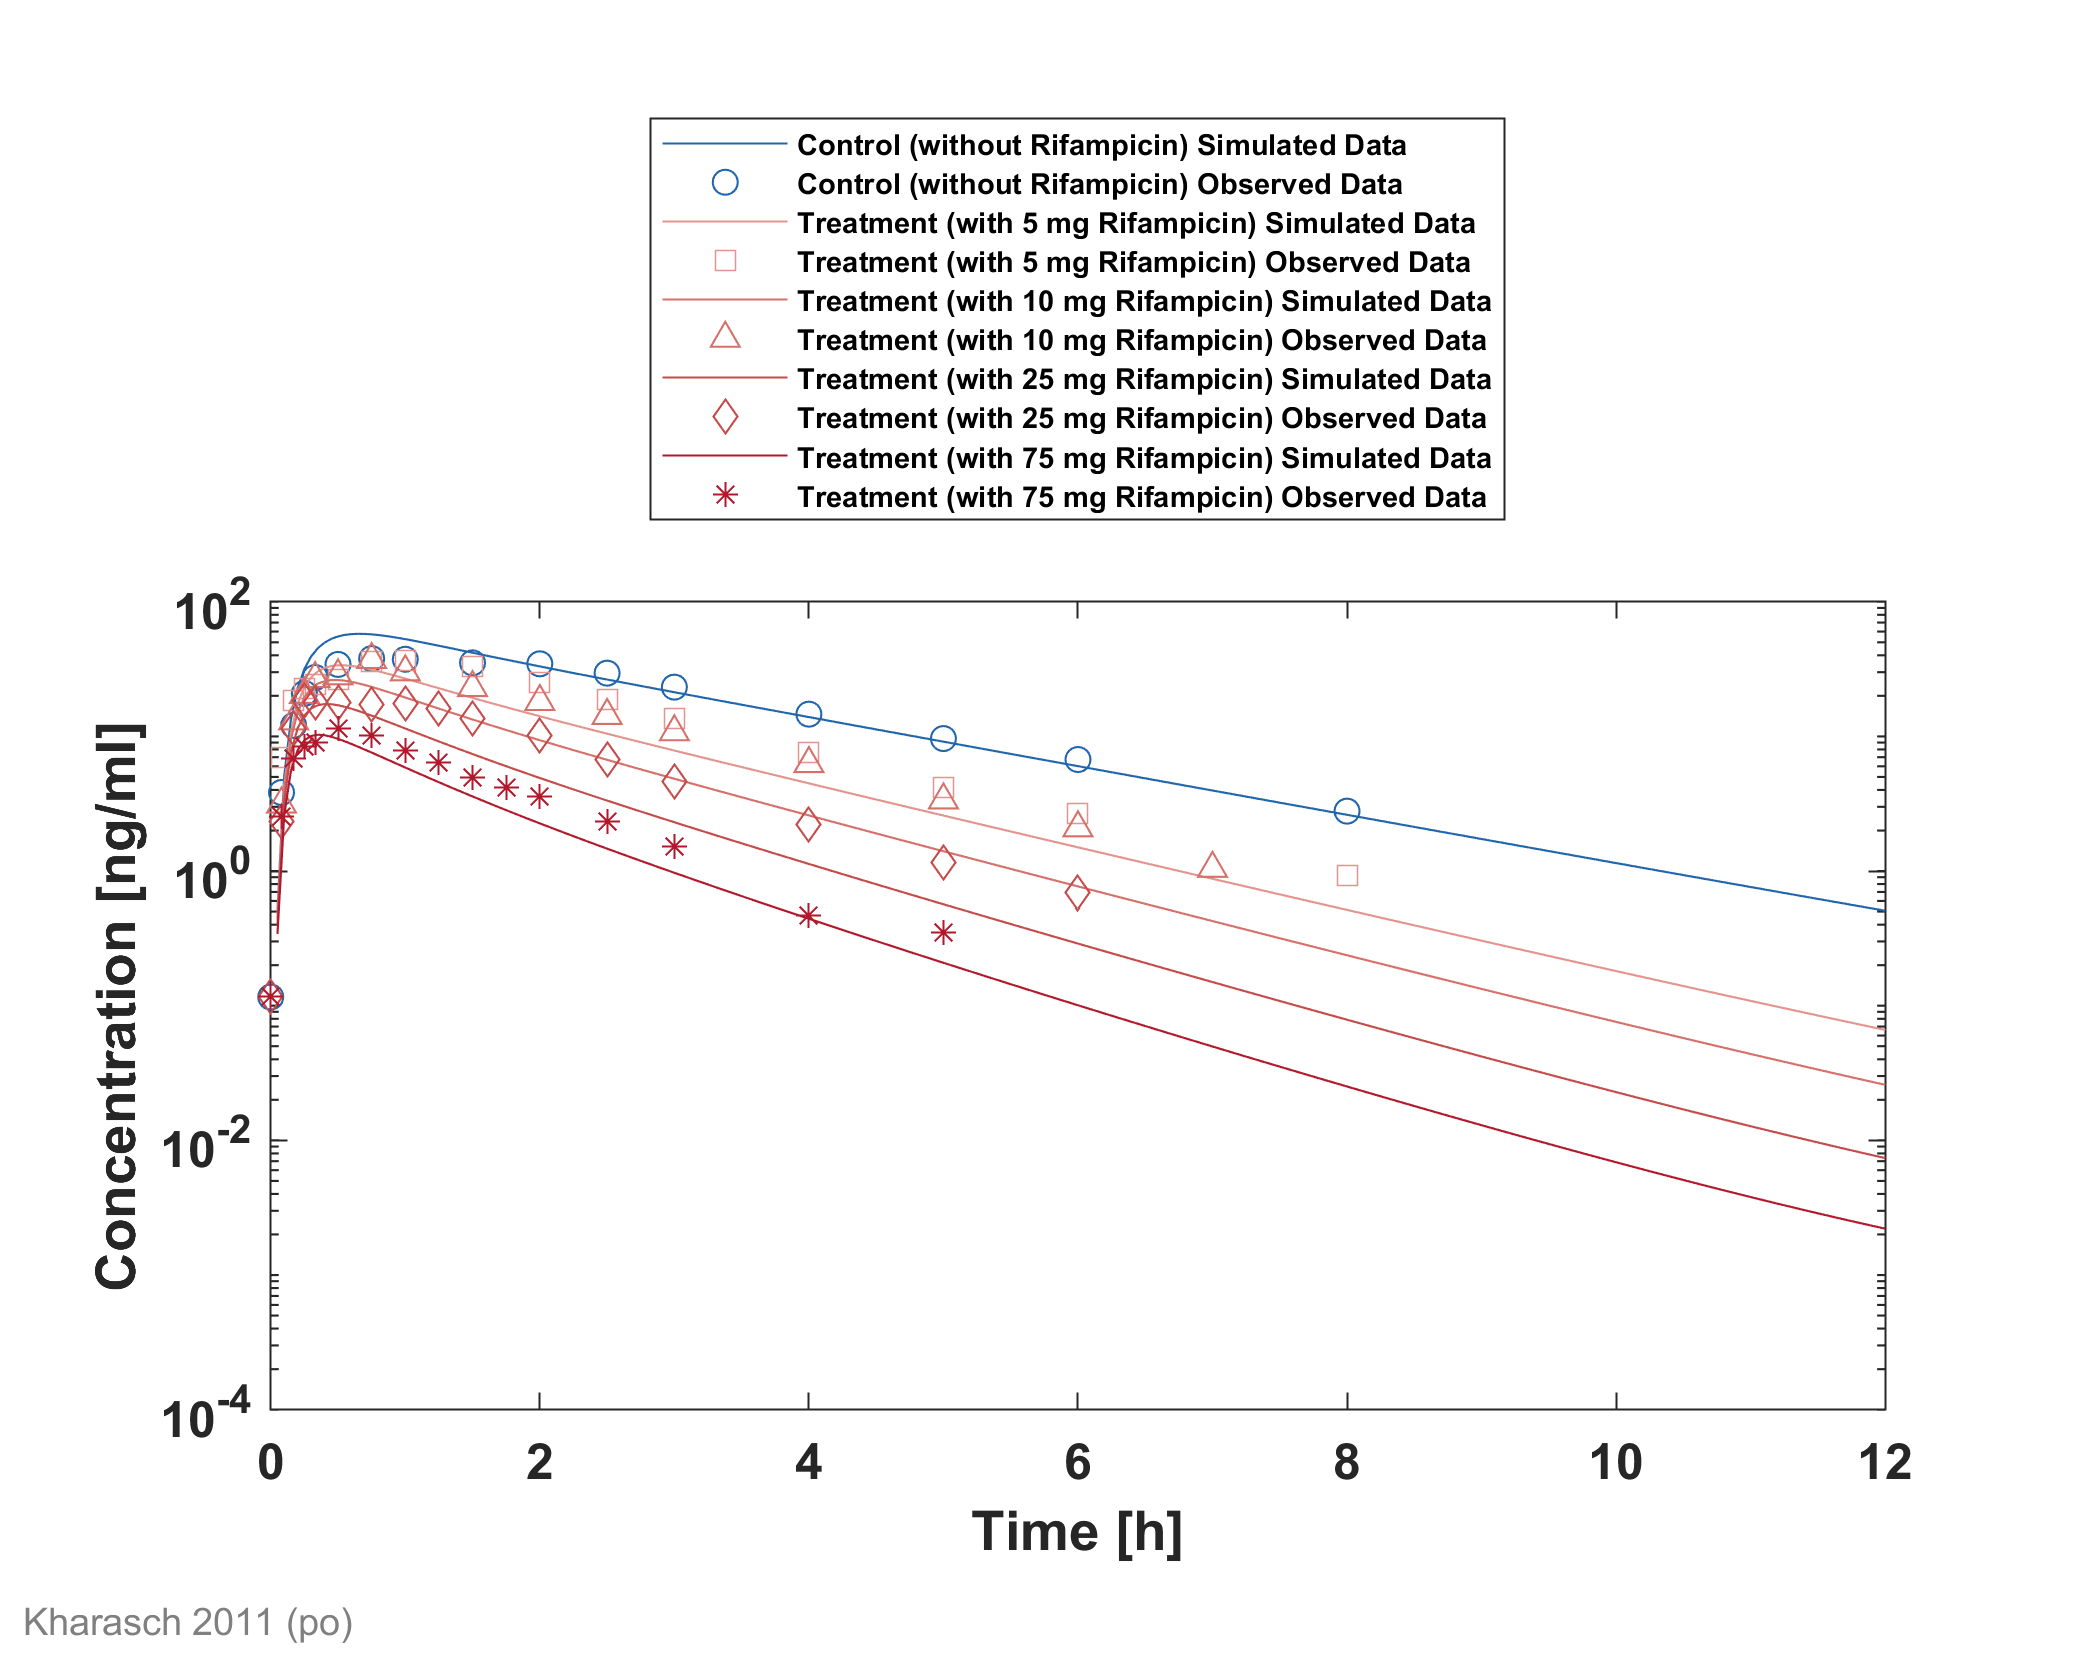 Control (without Rifampicin) Simulated Data
Control (without Rifampicin) Observed Data
Treatment (with 5 mg Rifampicin) Simulated Data
Treatment (with 5 mg Rifampicin) Observed Data
Treatment (with 10 mg Rifampicin) Simulated Data
Treatment (with 10 mg Rifampicin) Observed Data
Treatment (with 25 mg Rifampicin) Simulated Data
Treatment (with 25 mg Rifampicin) Observed Data
Treatment (with 75 mg Rifampicin) Simulated Data
Treatment (with 75 mg Rifampicin) Observed Data
Concentration [ng/ml]
10^2
10^0
10^-2
10^-4
0 2 4 6 8 10 12
Time [h]
Kharasch 2011 (po)